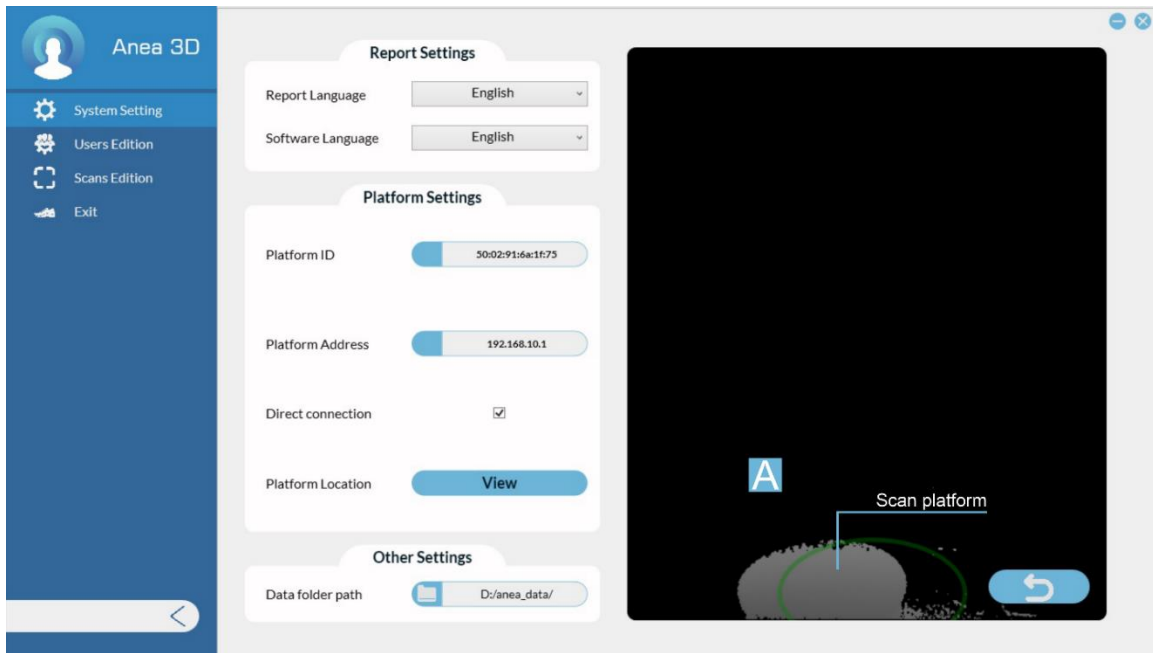 Anea 3D
System Setting
Users Edition
Scans Edition
Exit
Report Settings
Report Language English
Software Language English
Platform Settings
Platform ID 50:02:91:6a:1f:75
Platform Address 192.168.10.1
Direct connection
Platform Location View
Other Settings
Data folder path D:/anea_data/
A
Scan platform